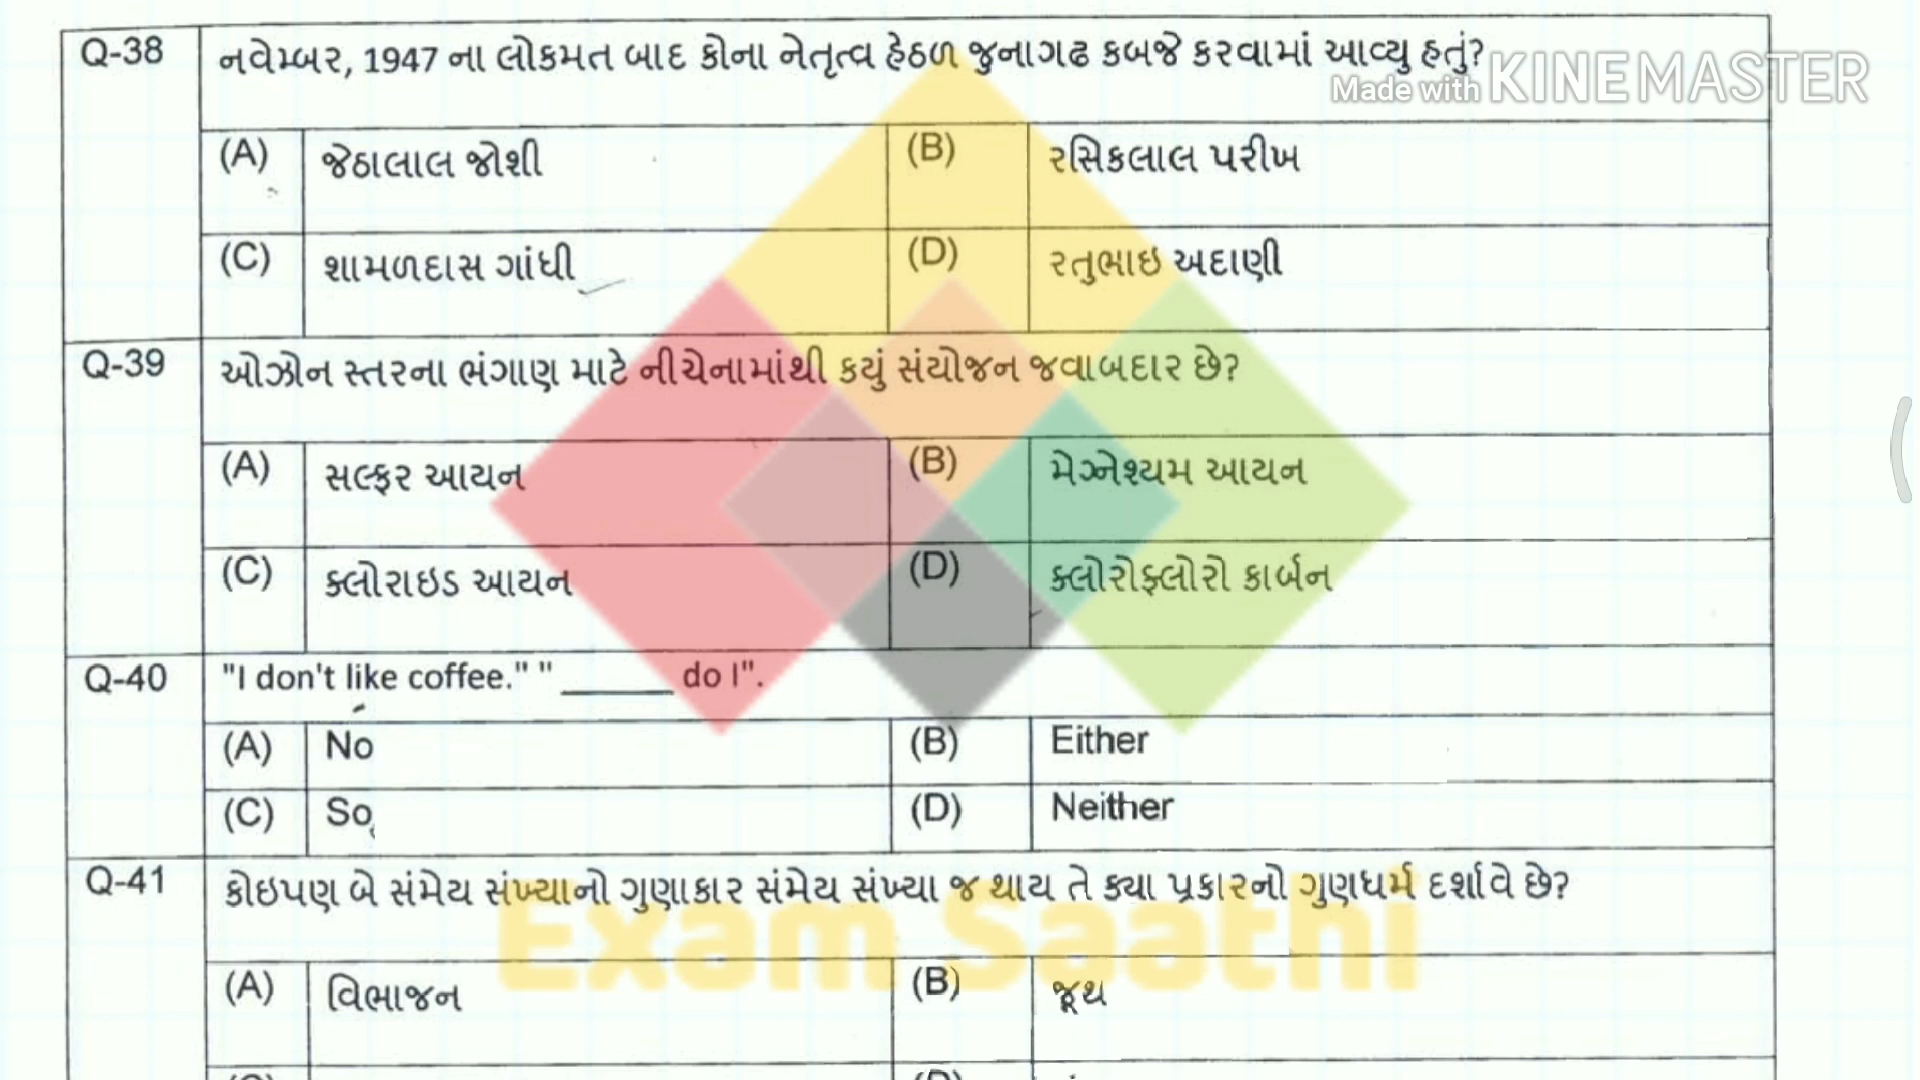 Q-38 નવેમ્બર, 1947 ના લોકમત બાદ કોના નેતૃત્વ હેઠળ જુનાગઢ કબજે કરવામાં આવ્યુ હતું?
Made with KINEMASTER
(A) જેઠાલાલ જોશી (B) રસિકલાલ પરીખ
(C) શામળદાસ ગાંધી (D) રતુભાઇ અદાણી
Q-39 ઓઝોન સ્તરના ભંગાણ માટે નીચેનામાંથી કયું સંયોજન જવાબદાર છે?
(A) સલ્ફર આયન (B) મેગ્નેશ્યમ આયન
(C) ક્લોરાઇડ આયન (D) ક્લોરોફ્લોરો કાર્બન
Q-40 "I don't like coffee." " ______ do I".
(A) No (B) Either
(C) So (D) Neither
Q-41 કોઇપણ બે સંમેય સંખ્યાનો ગુણાકાર સંમેય સંખ્યા જ થાય તે ક્યા પ્રકારનો ગુણધર્મ દર્શાવે છે?
Exam Saathi
(A) વિભાજન (B) જૂથ